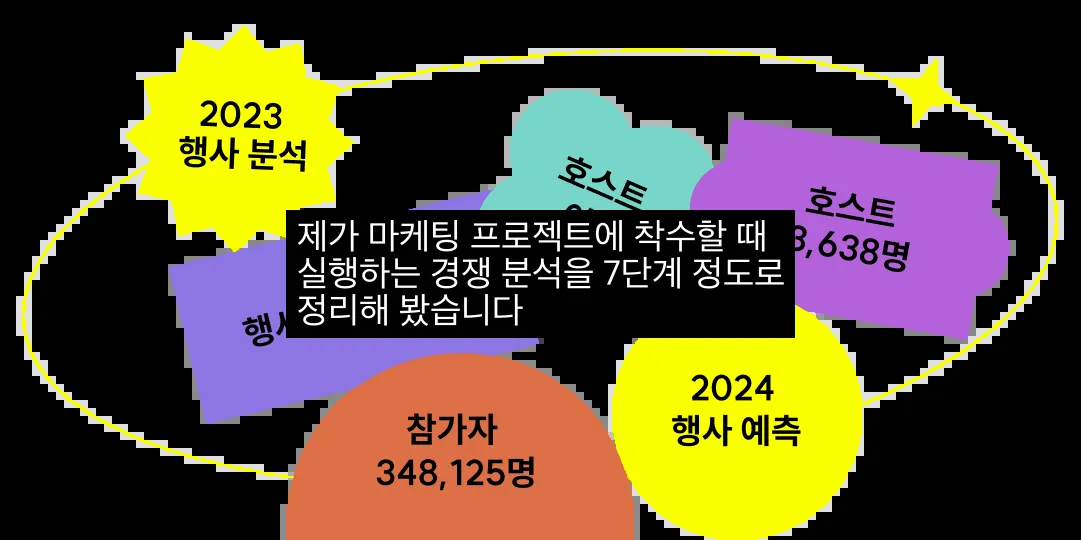 2023
행사 분석
호스트
호스트
8,638명
제가 마케팅 프로젝트에 착수할 때
실행하는 경쟁 분석을 7단계 정도로
정리해 봤습니다
2024
행사 예측
참가자
348,125명